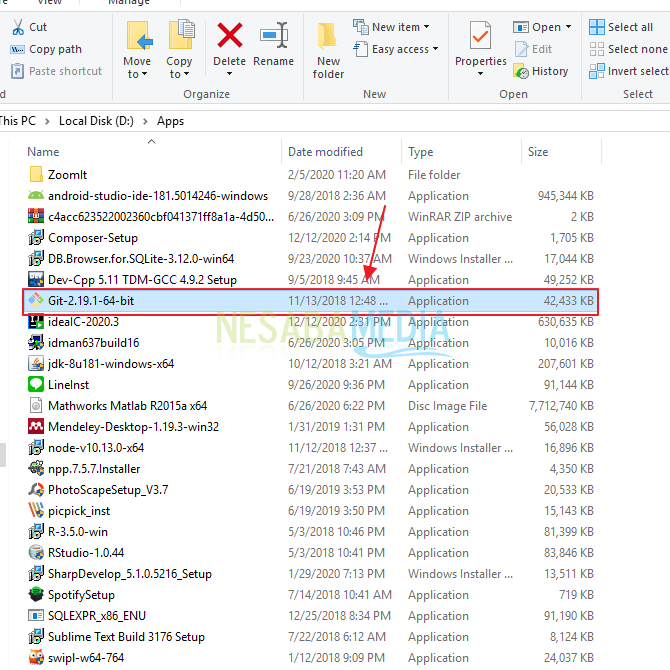 View
Manage
Cut
Copy path
Paste shortcut
Move to
Copy to
Delete
Rename
New folder
New item
Easy access
Properties
Open
Edit
History
Select all
Select none
Invert select
Organize
New
Open
Select
This PC > Local Disk (D:) > Apps
Name Date modified Type Size
ZoomIt 2/5/2020 11:20 AM File folder
android-studio-ide-181.5014246-windows 9/28/2018 2:36 AM Application 945,344 KB
c4acc623522002360cbf041371ff8a1a-4d50... 6/26/2020 3:09 PM WinRAR ZIP archive 2 KB
Composer-Setup 12/12/2020 2:14 PM Application 1,705 KB
DB.Browser.for.SQLite-3.12.0-win64 9/23/2020 10:37 AM Windows Installer ... 17,044 KB
Dev-Cpp 5.11 TDM-GCC 4.9.2 Setup 9/5/2018 9:45 AM Application 49,252 KB
Git-2.19.1-64-bit 11/13/2018 12:48 ... Application 42,433 KB
ideaIC-2020.3 12/12/2020 2:31 PM Application 630,635 KB
NESABAMEDIA
idman637build16 6/26/2020 3:05 PM Application 10,016 KB
jdk-8u181-windows-x64 10/12/2018 3:21 AM Application 207,601 KB
LineInst 9/26/2020 9:36 PM Application 91,144 KB
Mathworks Matlab R2015a x64 6/26/2020 6:22 PM Disc Image File 7,712,740 KB
Mendeley-Desktop-1.19.3-win32 1/31/2019 1:31 PM Application 56,028 KB
node-v10.13.0-x64 11/12/2018 12:37 ... Windows Installer ... 16,896 KB
npp.7.5.7.Installer 7/21/2018 7:43 AM Application 4,350 KB
PhotoScapeSetup_V3.7 6/19/2019 3:53 PM Application 20,533 KB
picpick_inst 6/19/2019 3:50 PM Application 15,143 KB
R-3.5.0-win 5/3/2018 10:46 PM Application 81,399 KB
RStudio-1.0.44 5/3/2018 10:41 PM Application 83,846 KB
SharpDevelop_5.1.0.5216_Setup 1/29/2020 7:13 PM Windows Installer ... 13,511 KB
SpotifySetup 7/14/2018 10:41 AM Application 719 KB
SQLEXPR_x86_ENU 12/25/2018 8:34 PM Application 91,190 KB
Sublime Text Build 3176 Setup 7/22/2018 6:12 AM Application 8,124 KB
swipl-w64-764 1/12/2018 9:09 PM Application 24,037 KB